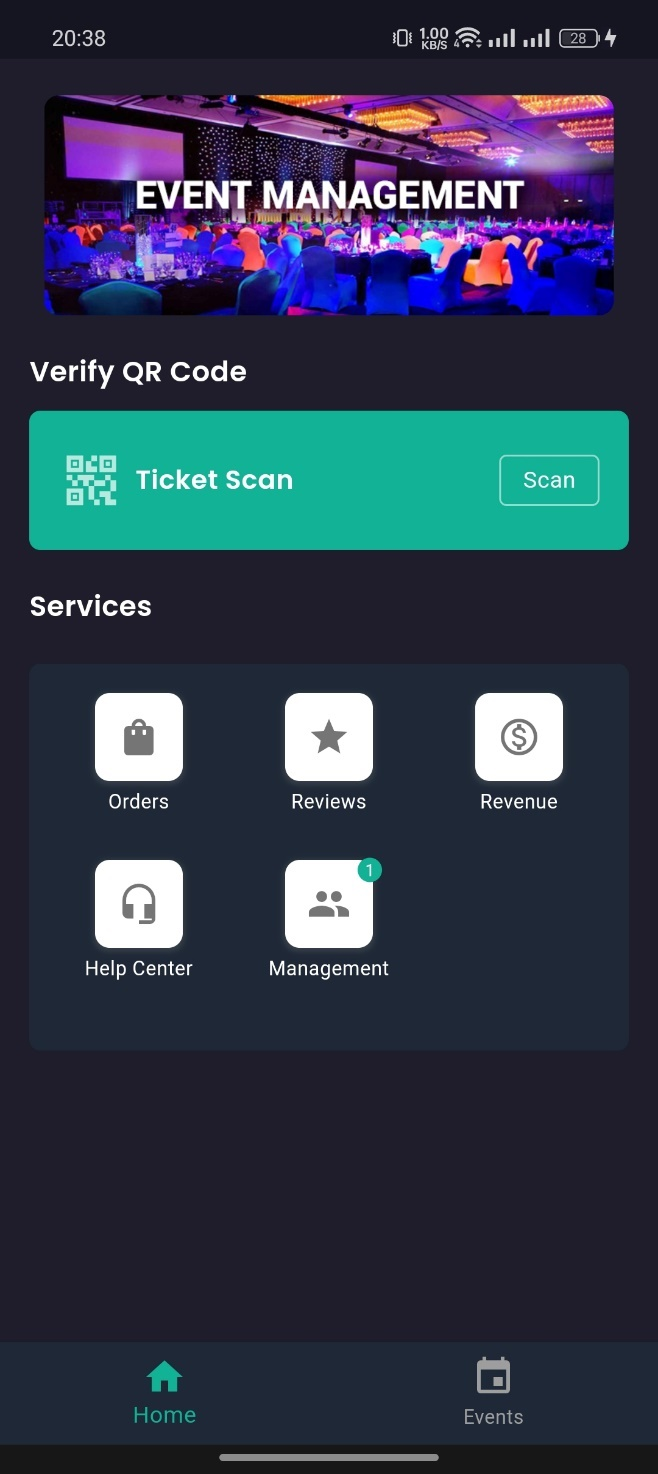 20:38
1.00
KB/S
4
28
EVENT MANAGEMENT
Verify QR Code
Ticket Scan
Scan
Services
Orders
Reviews
Revenue
1
Help Center
Management
Home
Events